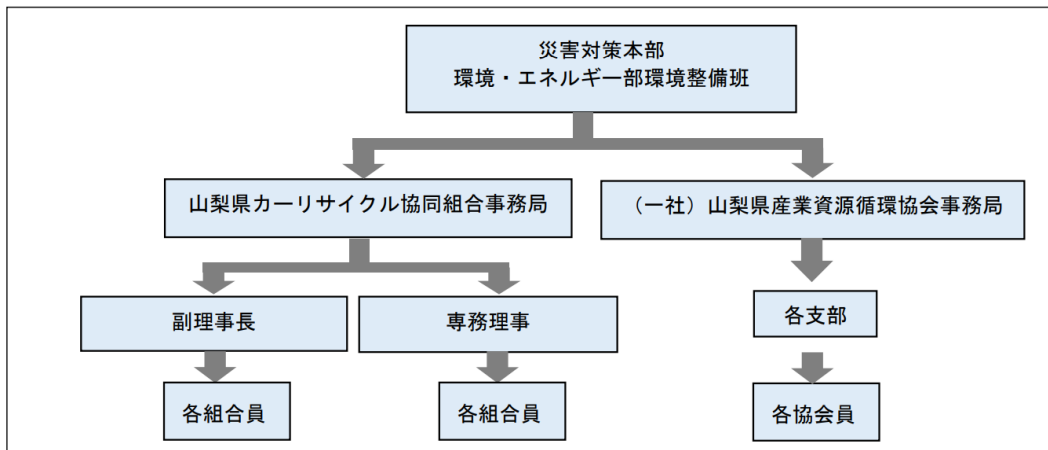 災害対策本部
環境・エネルギー部環境整備班
山梨県カーリサイクル協同組合事務局
（一社）山梨県産業資源循環協会事務局
副理事長
専務理事
各支部
各組合員
各組合員
各協会員